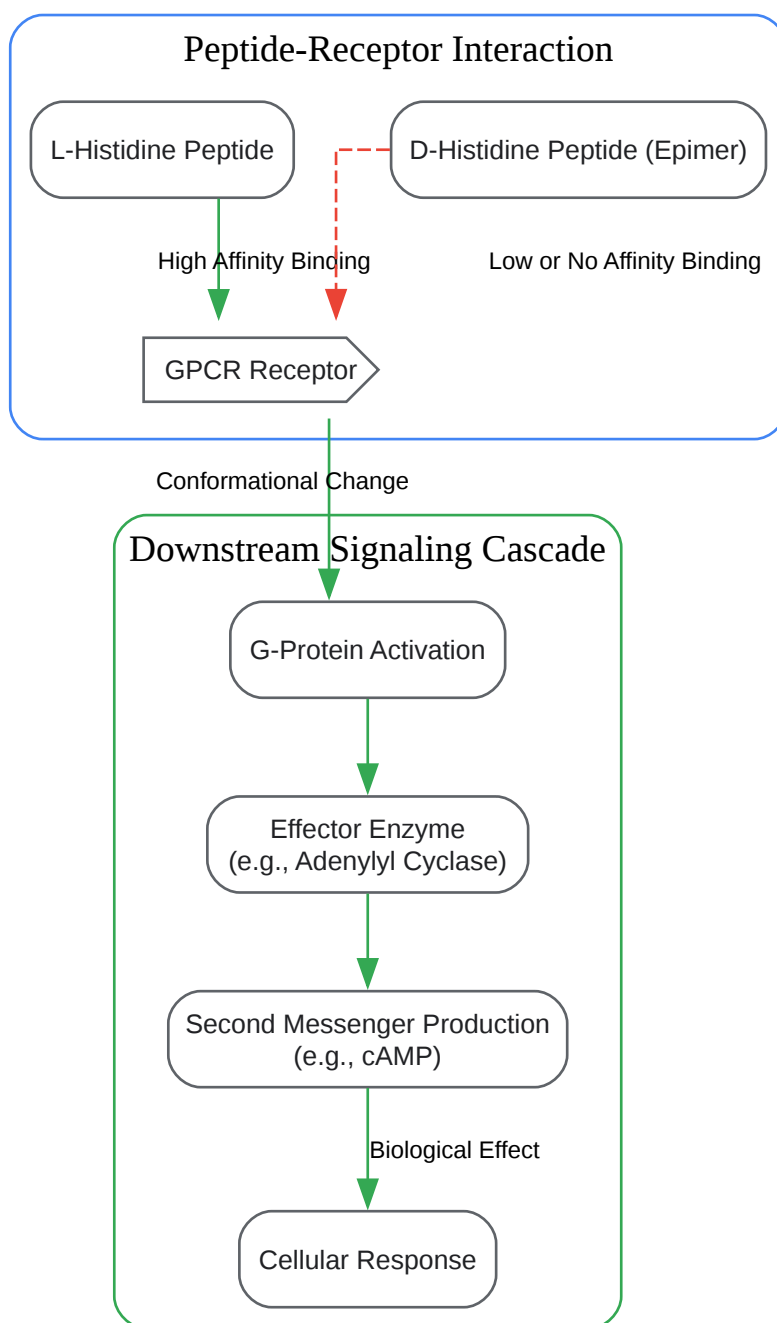 Peptide-Receptor Interaction
L-Histidine Peptide
D-Histidine Peptide (Epimer)
High Affinity Binding
Low or No Affinity Binding
GPCR Receptor
Conformational Change
Downstream Signaling Cascade
G-Protein Activation
Effector Enzyme
(e.g., Adenylyl Cyclase)
Second Messenger Production
(e.g., cAMP)
Biological Effect
Cellular Response